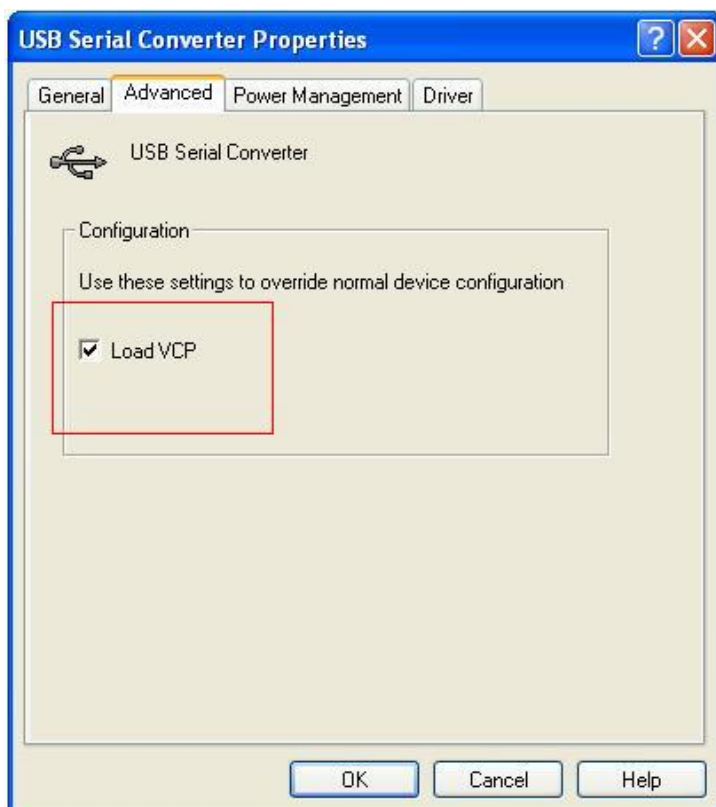 USB Serial Converter Properties
General Advanced Power Management Driver
USB Serial Converter
Configuration
Use these settings to override normal device configuration
Load VCP
OK Cancel Help